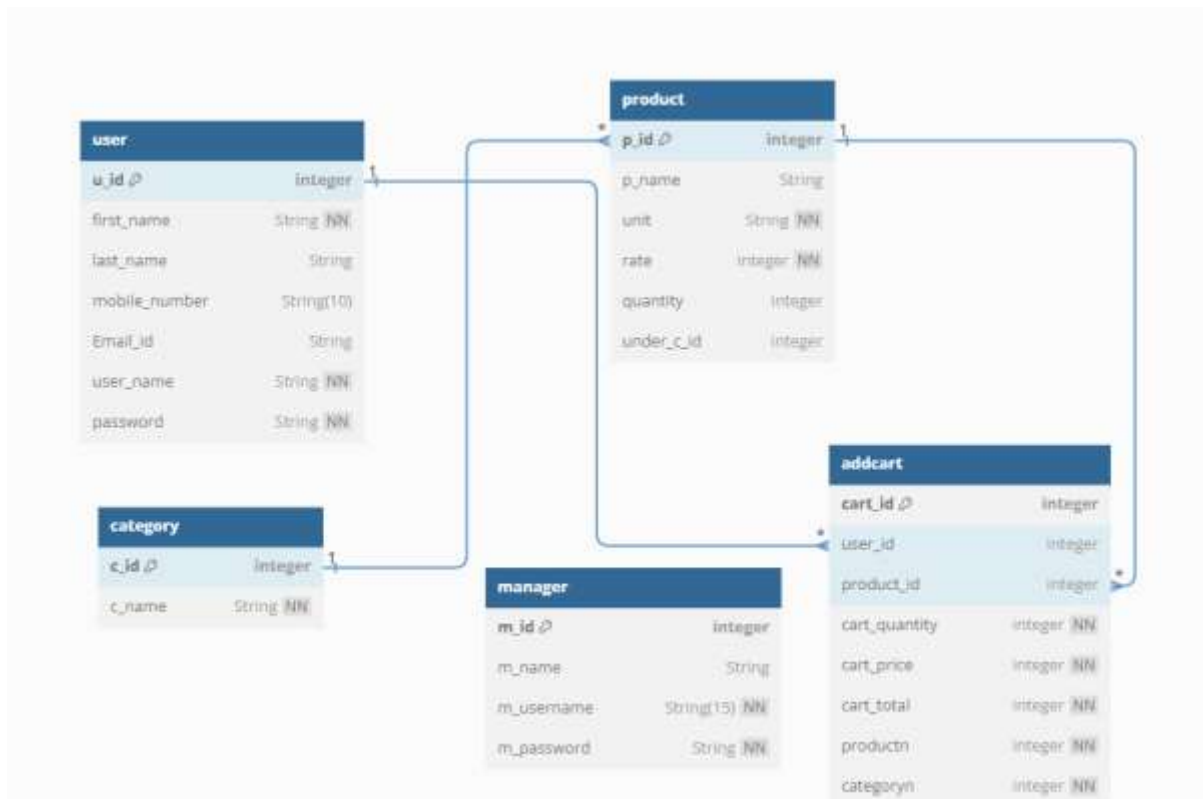 user
u_id integer
first_name String NN
last_name String
mobile_number String(10)
Email_id String
user_name String NN
password String NN
product
p_id integer
p_name String
unit String NN
rate integer NN
quantity integer
under_c_id integer
category
c_id integer
c_name String NN
manager
m_id integer
m_name String
m_username String(15) NN
m_password String NN
addcart
cart_id integer
user_id integer
product_id integer
cart_quantity integer NN
cart_price integer NN
cart_total integer NN
productn integer NN
categoryn integer NN
1
*
1
1
*
*